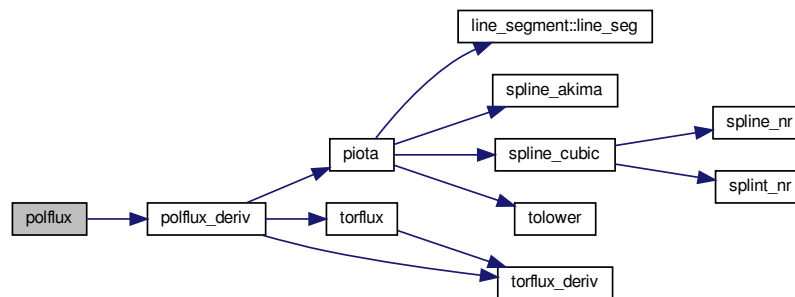 line_segment::line_seg
spline_akima
spline_nr
piota
spline_cubic
splint_nr
polflux
polflux_deriv
torflux
tolower
torflux_deriv